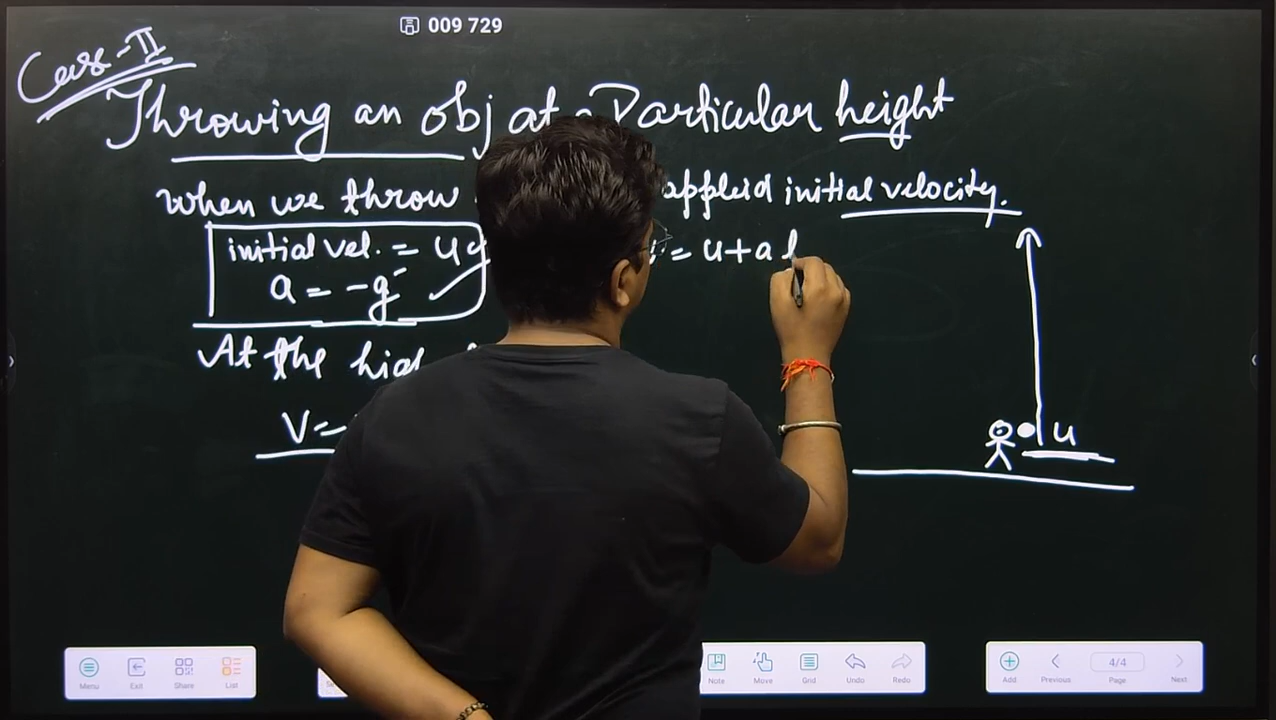 009 729
Case-II
Throwing an obj at a Particular height
When we throw applied initial velocity.
initial vel. = u
a = -g
= u + a t
At the hig
V =
u
Menu Exit Share List Note Move Grid Undo Redo Add Previous 4/4 Page Next